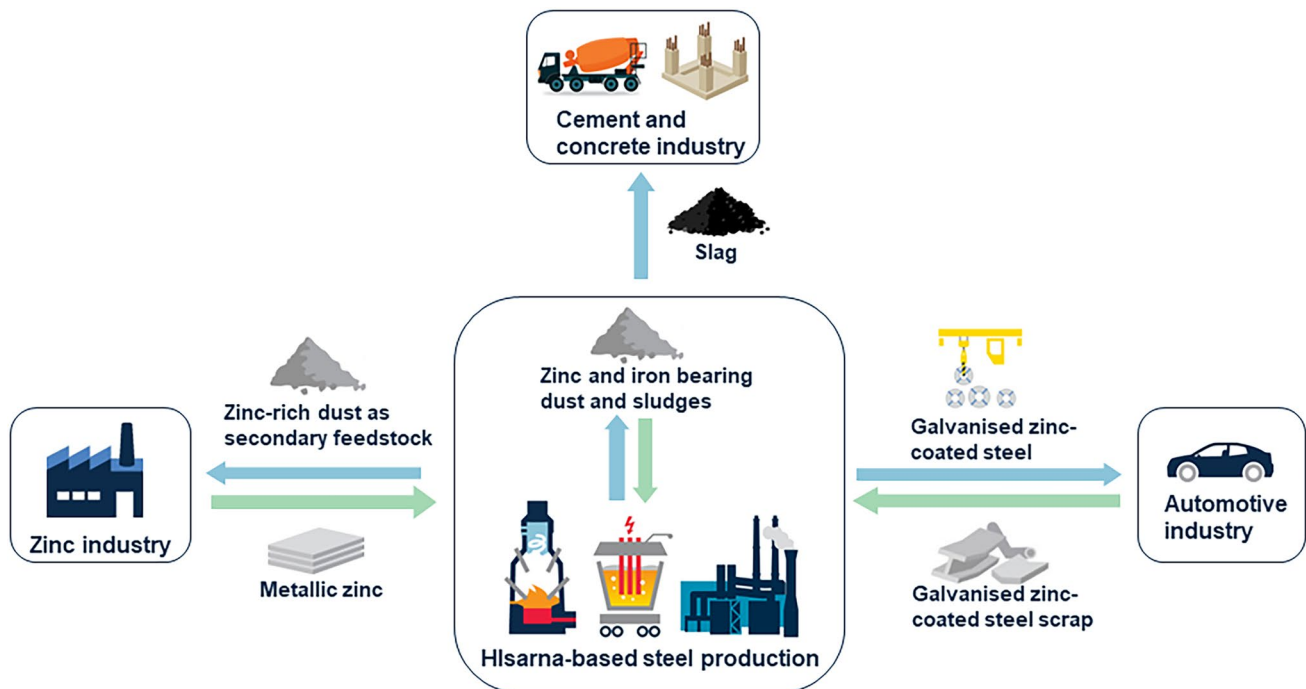 Cement and
concrete industry
Slag
Zinc and iron bearing
dust and sludges
Zinc-rich dust as
secondary feedstock
Galvanised zinc-
coated steel
Zinc industry
Metallic zinc
Automotive
industry
Galvanised zinc-
coated steel scrap
HIsarna-based steel production